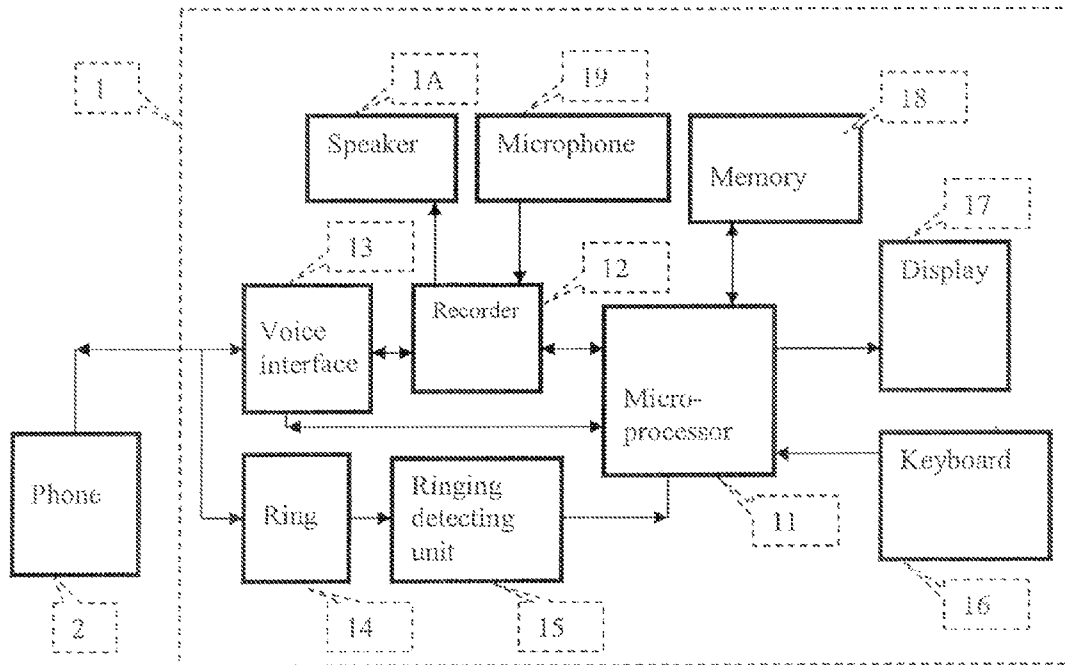 1
1A
19
18
Speaker
Microphone
Memory
17
13
12
Display
Recorder
Voice
interface
Micro-
processor
Phone
Ring
Ringing
detecting
unit
Keyboard
11
2
14
15
16